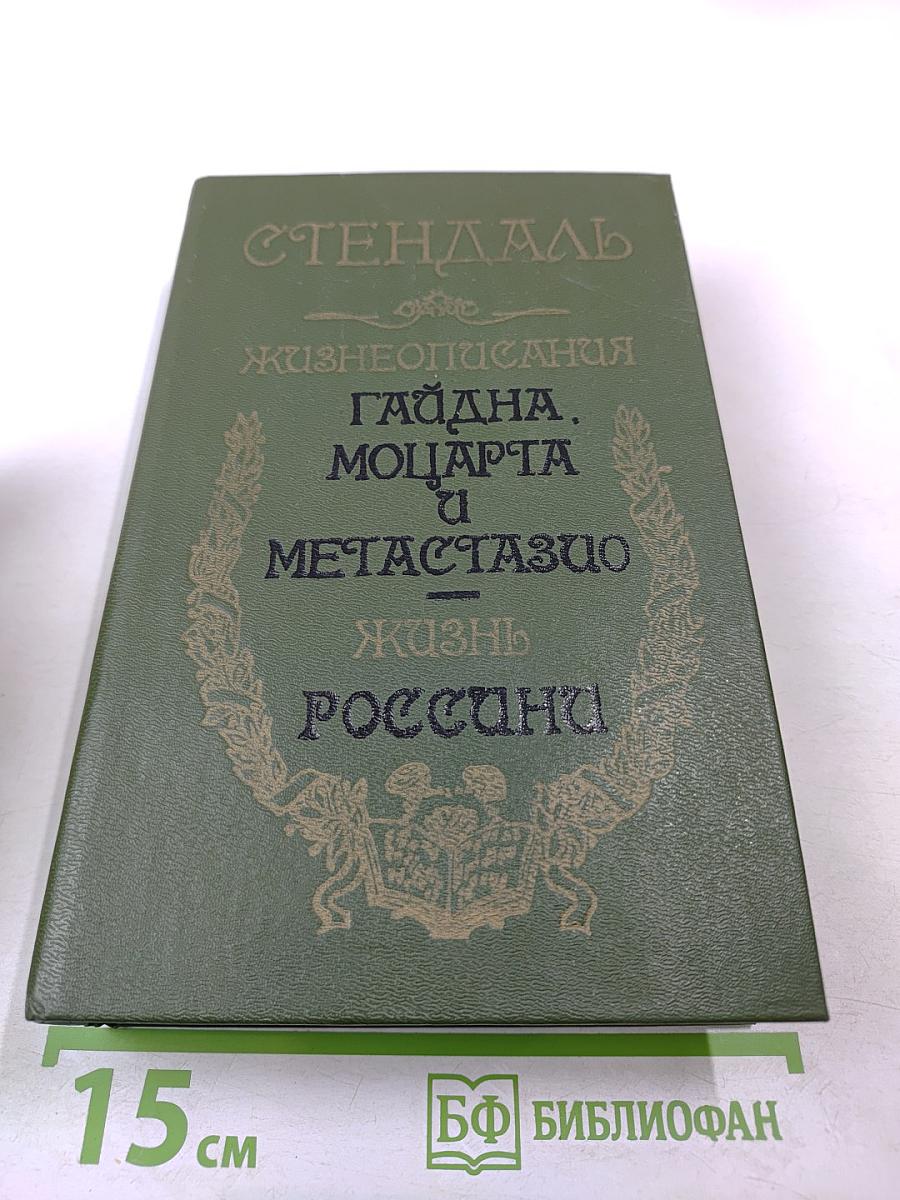 СТЕНДАЛЬ
ЖИЗНЕОПИСАНИЯ
ГАЙДНА,
МОЦАРТА
И
МЕТАСТАЗИО
ЖИЗНЬ
РОССИНИ
15 см
БФ БИБЛИОФАН